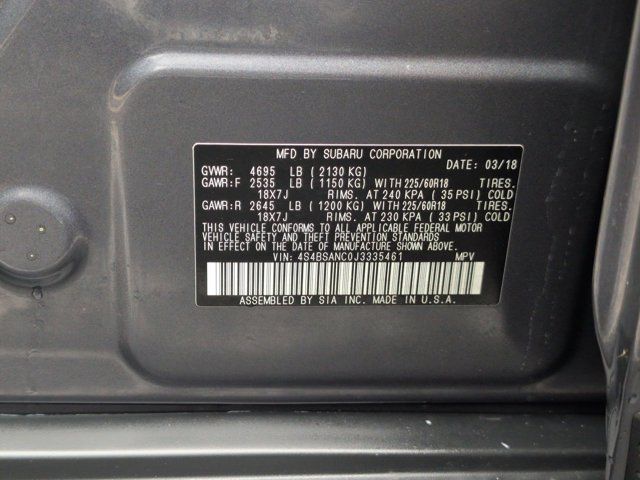 MFD BY SUBARU CORPORATION
GVWR: 4695 LB ( 2130 KG) DATE: 03/18
GAWR:F 2535 LB ( 1150 KG) WITH 225/60R18 TIRES.
18X7J RIMS. AT 240 KPA ( 35 PSI) COLD
GAWR:R 2645 LB ( 1200 KG) WITH 225/60R18 TIRES.
18X7J RIMS. AT 230 KPA ( 33 PSI) COLD
THIS VEHICLE CONFORMS TO ALL APPLICABLE FEDERAL MOTOR
VEHICLE SAFETY AND THEFT PREVENTION STANDARDS IN EFFECT
ON THE DATE OF MANUFACTURE SHOWN ABOVE.
VIN: 4S4BSANC0J3335461 MPV
ASSEMBLED BY SIA INC. MADE IN U.S.A.